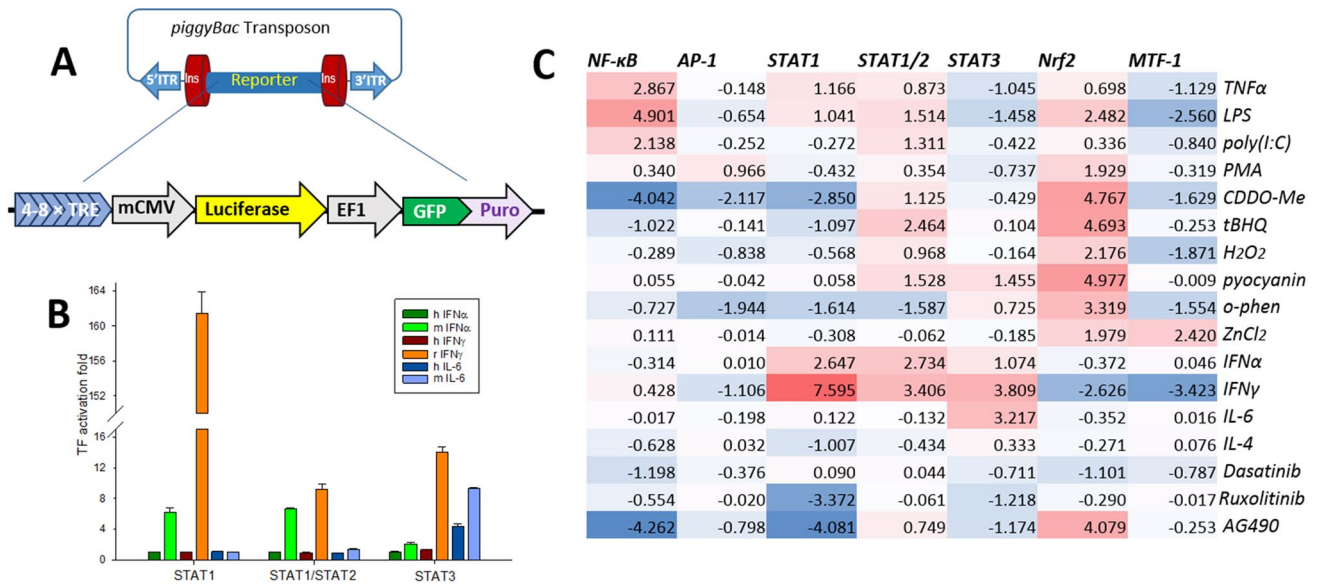 A
piggyBac Transposon
5'ITR Ins Reporter Ins 3'ITR
4-8 × TRE mCMV Luciferase EF1 GFP Puro
B
TF activation fold
164
160
156
152
16
12
8
4
0
h IFNα
m IFNα
h IFNγ
r IFNγ
h IL-6
m IL-6
STAT1 STAT1/STAT2 STAT3
C
NF-κB AP-1 STAT1 STAT1/2 STAT3 Nrf2 MTF-1
2.867 -0.148 1.166 0.873 -1.045 0.698 -1.129 TNFα
4.901 -0.654 1.041 1.514 -1.458 2.482 -2.560 LPS
2.138 -0.252 -0.272 1.311 -0.422 0.336 -0.840 poly(I:C)
0.340 0.966 -0.432 0.354 -0.737 1.929 -0.319 PMA
-4.042 -2.117 -2.850 1.125 -0.429 4.767 -1.629 CDDO-Me
-1.022 -0.141 -1.097 2.464 0.104 4.693 -0.253 tBHQ
-0.289 -0.838 -0.568 0.968 -0.164 2.176 -1.871 H2O2
0.055 -0.042 0.058 1.528 1.455 4.977 -0.009 pyocyanin
-0.727 -1.944 -1.614 -1.587 0.725 3.319 -1.554 o-phen
0.111 -0.014 -0.308 -0.062 -0.185 1.979 2.420 ZnCl2
-0.314 0.010 2.647 2.734 1.074 -0.372 0.046 IFNα
0.428 -1.106 7.595 3.406 3.809 -2.626 -3.423 IFNγ
-0.017 -0.198 0.122 -0.132 3.217 -0.352 0.016 IL-6
-0.628 0.032 -1.007 -0.434 0.333 -0.271 0.076 IL-4
-1.198 -0.376 0.090 0.044 -0.711 -1.101 -0.787 Dasatinib
-0.554 -0.020 -3.372 -0.061 -1.218 -0.290 -0.017 Ruxolitinib
-4.262 -0.798 -4.081 0.749 -1.174 4.079 -0.253 AG490